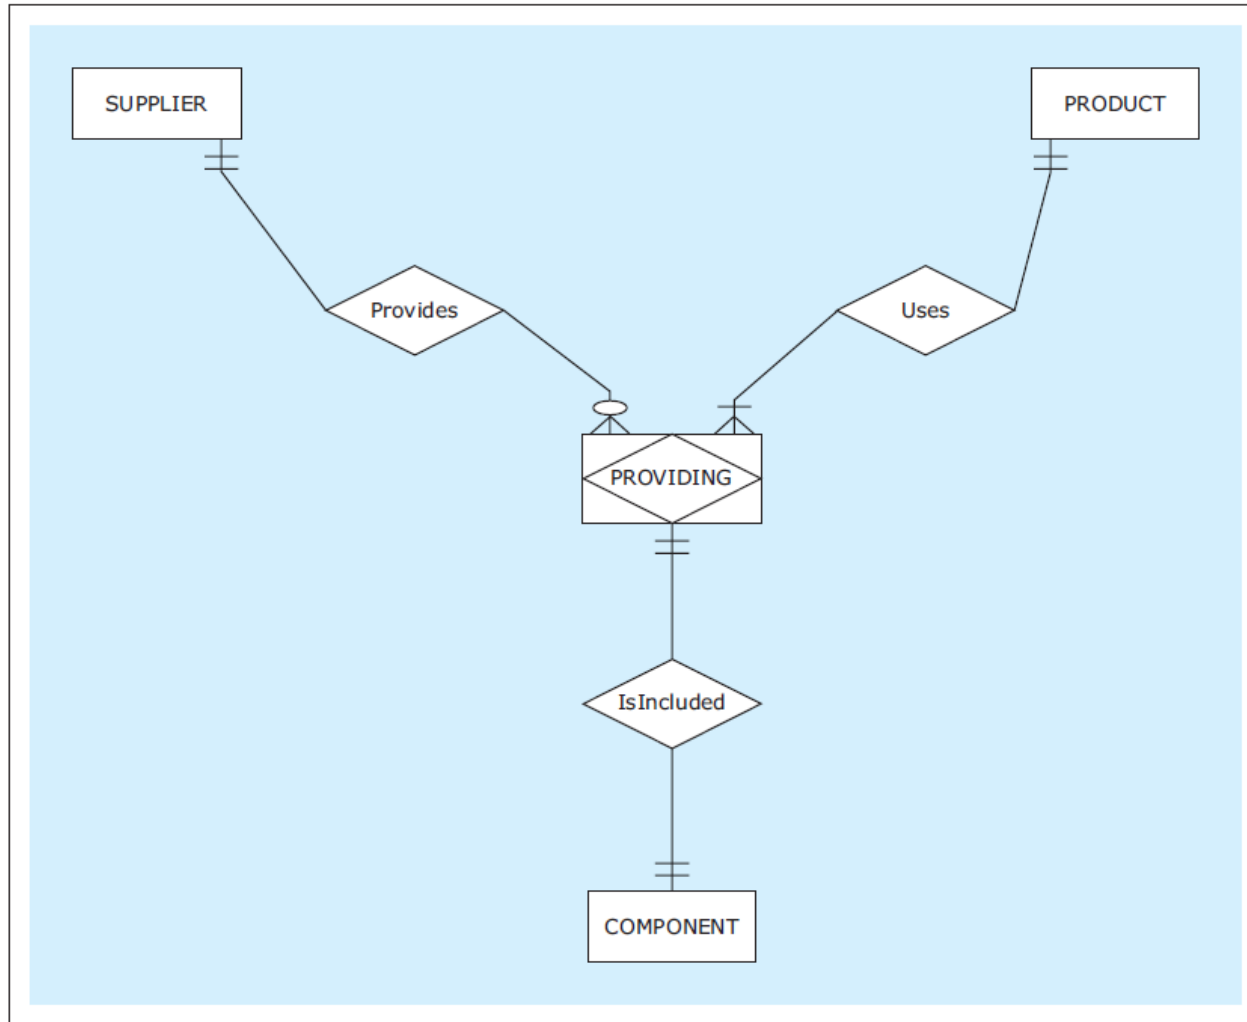 SUPPLIER
PRODUCT
Provides
Uses
PROVIDING
IsIncluded
COMPONENT